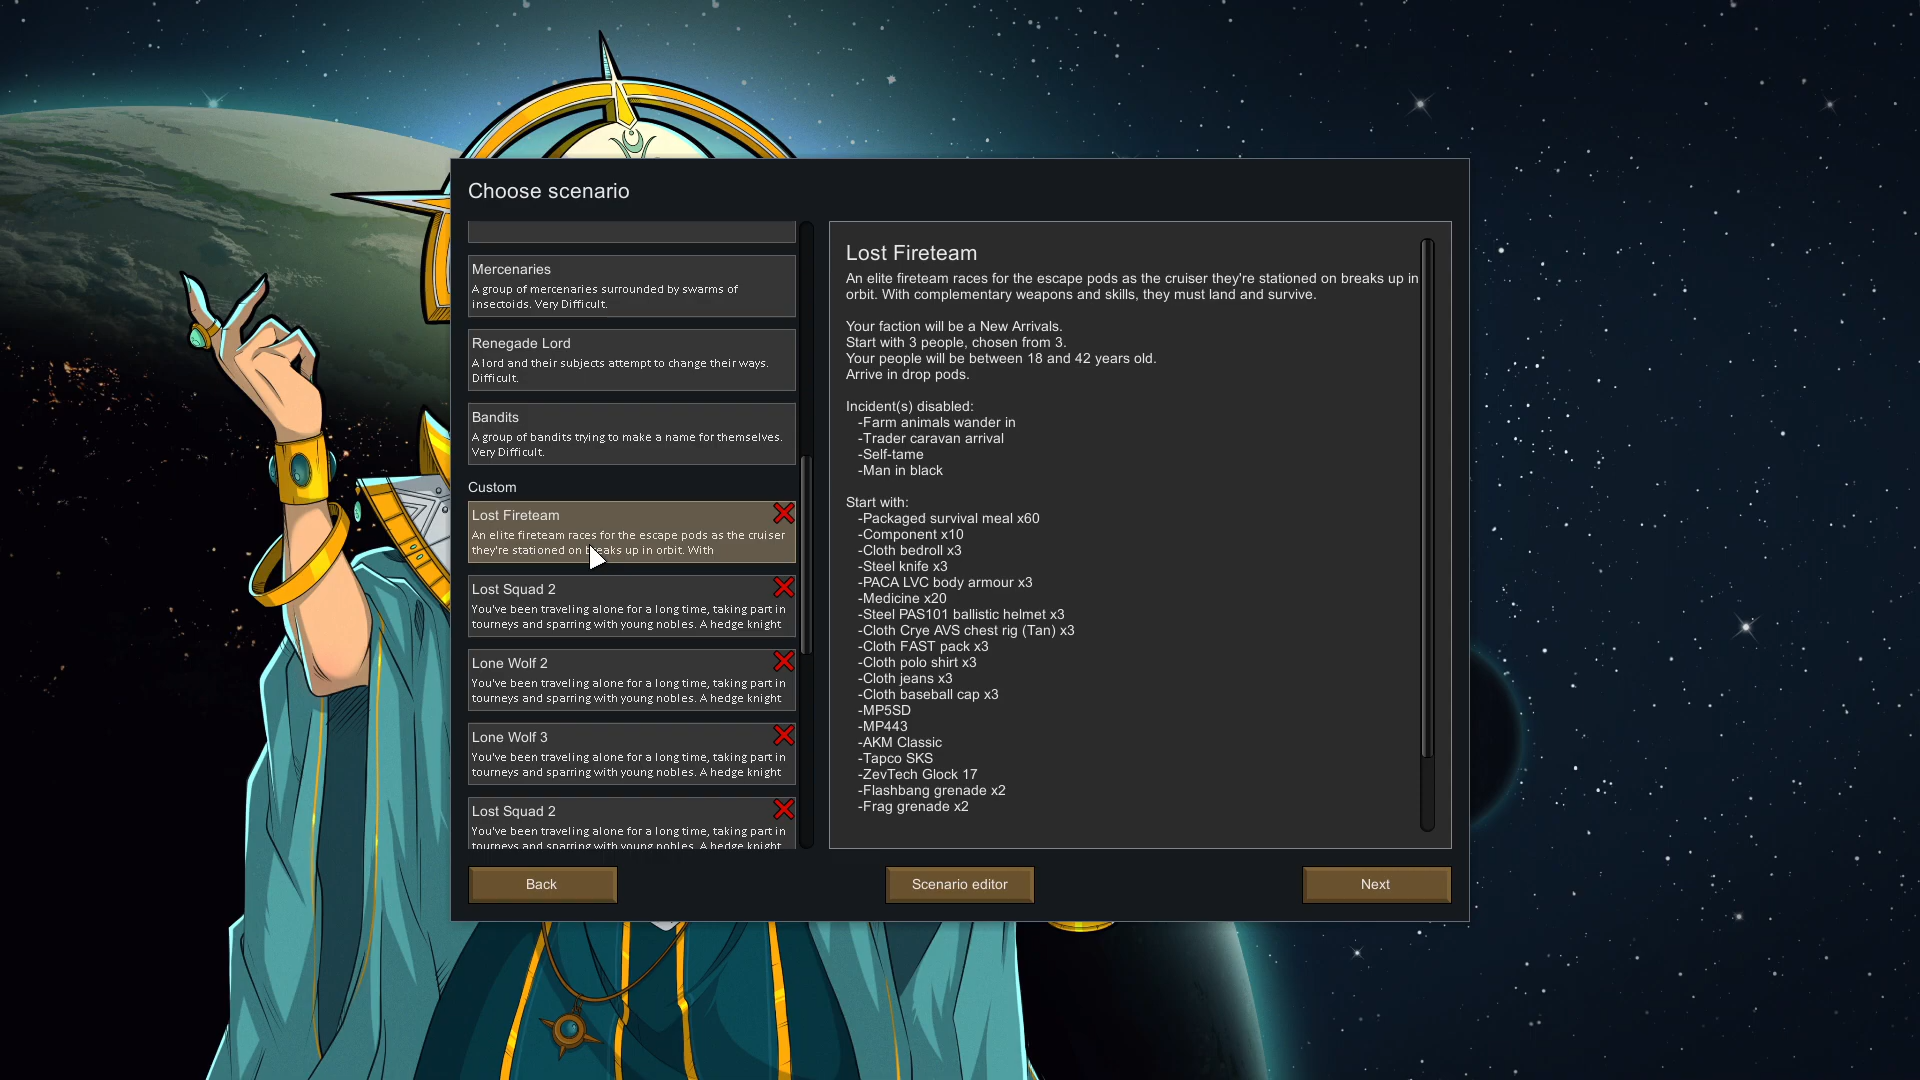 Choose scenario
Mercenaries
A group of mercenaries surrounded by swarms of
insectoids. Very Difficult.
Renegade Lord
A lord and their subjects attempt to change their ways.
Difficult.
Bandits
A group of bandits trying to make a name for themselves.
Very Difficult.
Custom
Lost Fireteam
An elite fireteam races for the escape pods as the cruiser
they're stationed on breaks up in orbit. With
Lost Squad 2
You've been traveling alone for a long time, taking part in
tourneys and sparring with young nobles. A hedge knight
Lone Wolf 2
You've been traveling alone for a long time, taking part in
tourneys and sparring with young nobles. A hedge knight
Lone Wolf 3
You've been traveling alone for a long time, taking part in
tourneys and sparring with young nobles. A hedge knight
Lost Squad 2
You've been traveling alone for a long time, taking part in
tourneys and sparring with young nobles. A hedge knight
Lost Fireteam
An elite fireteam races for the escape pods as the cruiser they're stationed on breaks up in
orbit. With complementary weapons and skills, they must land and survive.
Your faction will be a New Arrivals.
Start with 3 people, chosen from 3.
Your people will be between 18 and 42 years old.
Arrive in drop pods.
Incident(s) disabled:
-Farm animals wander in
-Trader caravan arrival
-Self-tame
-Man in black
Start with:
-Packaged survival meal x60
-Component x10
-Cloth bedroll x3
-Steel knife x3
-PACA LVC body armour x3
-Medicine x20
-Steel PAS101 ballistic helmet x3
-Cloth Crye AVS chest rig (Tan) x3
-Cloth FAST pack x3
-Cloth polo shirt x3
-Cloth jeans x3
-Cloth baseball cap x3
-MP5SD
-MP443
-AKM Classic
-Tapco SKS
-ZevTech Glock 17
-Flashbang grenade x2
-Frag grenade x2
Back
Scenario editor
Next